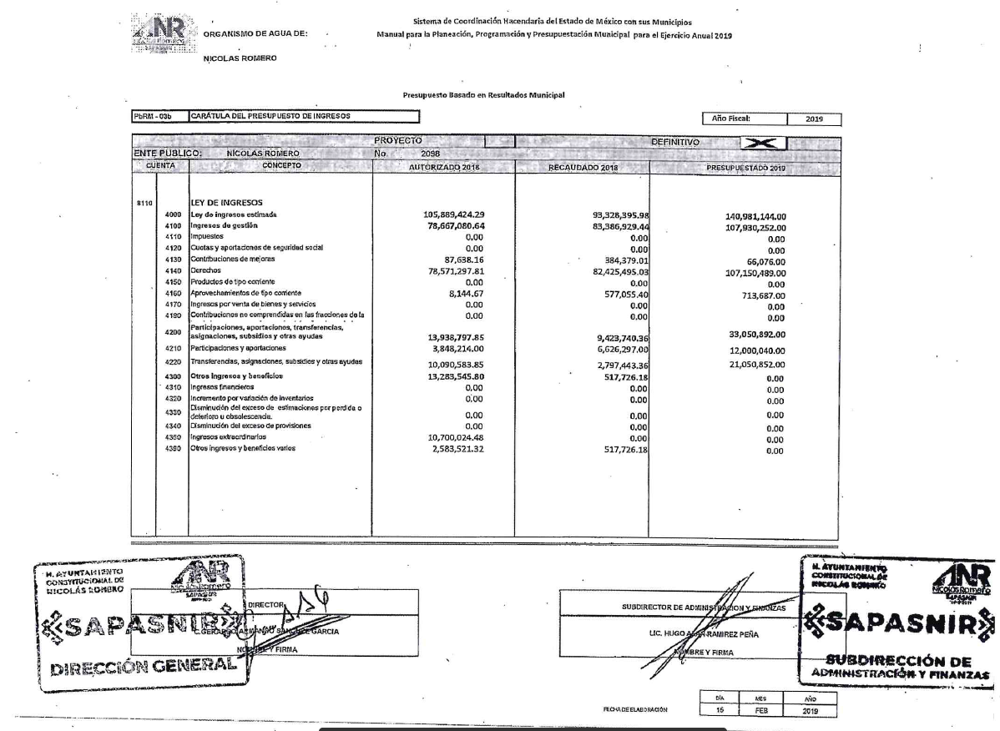 Sistema de Coordinación Hacendaria del Estado de México con sus Municipios
ANR
ORGANISMO DE AGUA DE:
Manual para la Planeación, Programación y Presupuestación Municipal para el Ejercicio Anual 2019
NICOLAS ROMERO
Presupuesto Basado en Resultados Municipal
PbRM - 03b CARÁTULA DEL PRESUPUESTO DE INGRESOS
Año Fiscal: 2019
PROYECTO DEFINITIVO X
ENTE PÚBLICO: NICOLAS ROMERO No. 2098
CUENTA CONCEPTO AUTORIZADO 2018 RECAUDADO 2018 PRESUPUESTADO 2019
8110 LEY DE INGRESOS
4000 Ley de ingresos estimada 105,889,424.29 93,328,395.98 140,981,144.00
4100 Ingresos de gestión 78,667,080.64 83,386,929.44 107,930,252.00
4110 Impuestos 0.00 0.00 0.00
4120 Cuotas y aportaciones de seguridad social 0.00 0.00 0.00
4130 Contribuciones de mejoras 87,638.16 384,379.01 66,076.00
4140 Derechos 78,571,297.81 82,425,495.03 107,150,489.00
4150 Productos de tipo corriente 0.00 0.00 0.00
4160 Aprovechamientos de tipo corriente 8,144.67 577,055.40 713,687.00
4170 Ingresos por venta de bienes y servicios 0.00 0.00 0.00
4190 Contribuciones no comprendidas en las fracciones de la 0.00 0.00 0.00
4200 Participaciones, aportaciones, transferencias,
asignaciones, subsidios y otras ayudas 13,938,797.85 9,423,740.36 33,050,892.00
4210 Participaciones y aportaciones 3,848,214.00 6,626,297.00 12,000,040.00
4220 Transferencias, asignaciones, subsidios y otras ayudas 10,090,583.85 2,797,443.36 21,050,852.00
4300 Otros ingresos y beneficios 13,283,545.80 517,726.18 0.00
4310 Ingresos financieros 0.00 0.00 0.00
4320 Incremento por variación de inventarios 0.00 0.00 0.00
4330 Disminución del exceso de estimaciones por perdida o
deterioro u obsolescencia. 0.00 0.00 0.00
4340 Disminución del exceso de provisiones 0.00 0.00 0.00
4350 Ingresos extraordinarios 10,700,024.48 0.00 0.00
4390 Otros ingresos y beneficios varios 2,583,521.32 517,726.18 0.00
H. AYUNTAMIENTO
CONSTITUCIONAL DE
NICOLÁS ROMERO
ANR
Nicolás Romero
SAPASNIR
DIRECCIÓN GENERAL
DIRECTOR
C. GERARDO ARMANDO GARCIA
NOMBRE Y FIRMA
SUBDIRECTOR DE ADMINISTRACION Y FINANZAS
LIC. HUGO RAMIREZ PEÑA
NOMBRE Y FIRMA
H. AYUNTAMIENTO
CONSTITUCIONAL DE
NICOLÁS ROMERO
ANR
Nicolás Romero
SAPASNIR
SUBDIRECCIÓN DE
ADMINISTRACIÓN Y FINANZAS
DÍA MES AÑO
FECHA DE ELABORACIÓN 15 FEB 2019